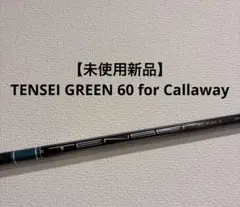 【未使用新品】
TENSEI GREEN 60 for Callaway
TENSEI